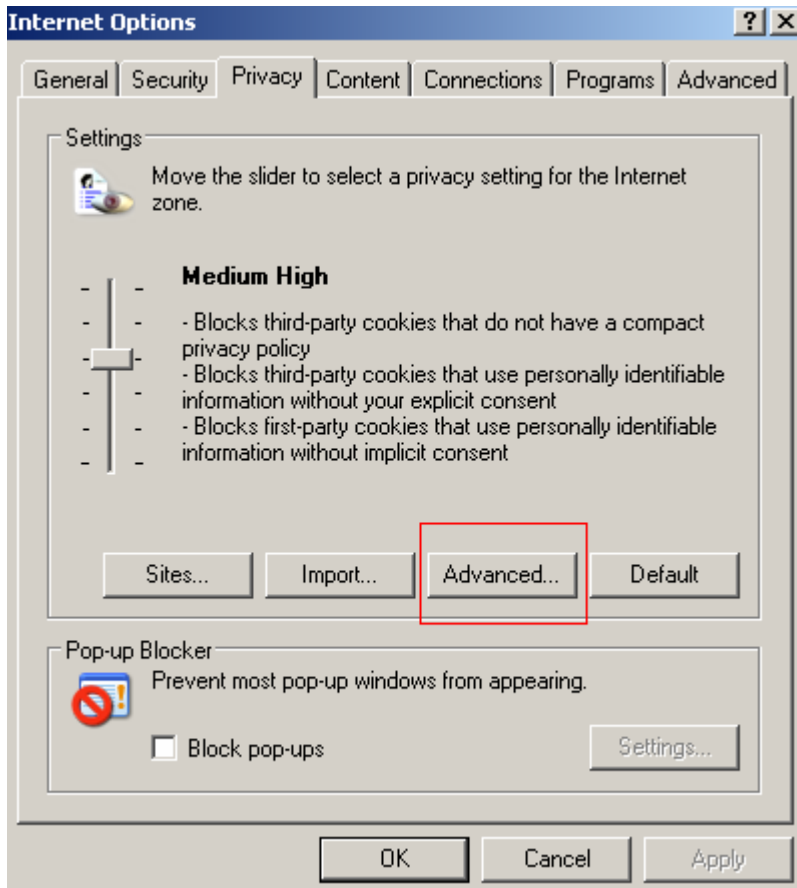 Internet Options
General Security Privacy Content Connections Programs Advanced
Settings
Move the slider to select a privacy setting for the Internet
zone.
Medium High
- Blocks third-party cookies that do not have a compact
privacy policy
- Blocks third-party cookies that use personally identifiable
information without your explicit consent
- Blocks first-party cookies that use personally identifiable
information without implicit consent
Sites... Import... Advanced... Default
Pop-up Blocker
Prevent most pop-up windows from appearing.
Block pop-ups Settings...
OK Cancel Apply